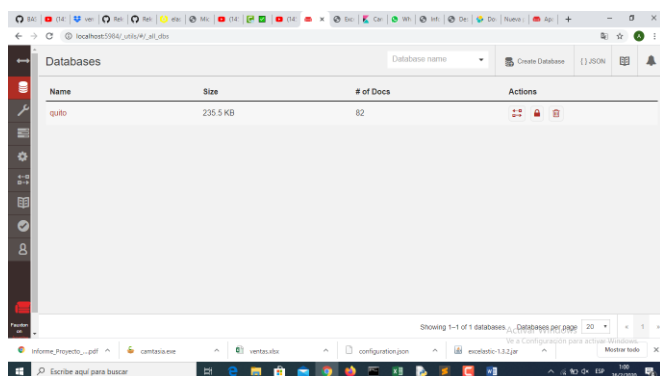 localhost:5984/_utils/#/_all_dbs
Databases
Database name
Create Database
{ } JSON
Name Size # of Docs Actions
quito 235.5 KB 82
Showing 1–1 of 1 databases.
Databases per page 20
« 1 »
Activar Windows
Ve a Configuración para activar Windows.
Informe_Proyecto_....pdf
camtasia.exe
ventas.xlsx
configuration.json
excelastic-1.3.2.jar
Mostrar todo
Escribe aquí para buscar
ESP
1:00